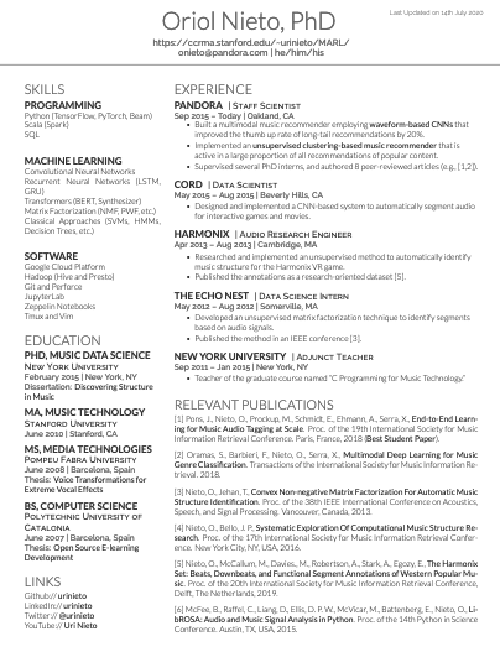 Last Updated on 14th July 2020
Oriol Nieto, PhD
https://ccrma.stanford.edu/~urinieto/MARL/
onieto@pandora.com | he/him/his
SKILLS
PROGRAMMING
Python (TensorFlow, PyTorch, Beam)
Scala (Spark)
SQL
MACHINE LEARNING
Convolutional Neural Networks
Recurrent Neural Networks (LSTM,
GRU)
Transformers (BERT, Synthesizer)
Matrix Factorization (NMF, PWF, etc.)
Classical Approaches (SVMs, HMMs,
Decision Trees, etc.)
SOFTWARE
Google Cloud Platform
Hadoop (Hive and Presto)
Git and Perforce
JupyterLab
Zeppelin Notebooks
Tmux and Vim
EDUCATION
PHD, MUSIC DATA SCIENCE
NEW YORK UNIVERSITY
February 2015 | New York, NY
Dissertation: Discovering Structure
in Music
MA, MUSIC TECHNOLOGY
STANFORD UNIVERSITY
June 2010 | Stanford, CA
MS, MEDIA TECHNOLOGIES
POMPEU FABRA UNIVERSITY
June 2008 | Barcelona, Spain
Thesis: Voice Transformations for
Extreme Vocal Effects
BS, COMPUTER SCIENCE
POLYTECHNIC UNIVERSITY OF
CATALONIA
June 2007 | Barcelona, Spain
Thesis: Open Source E-learning
Development
LINKS
Github:// urinieto
LinkedIn:// urinieto
Twitter:// @urinieto
YouTube:// Uri Nieto
EXPERIENCE
PANDORA | STAFF SCIENTIST
Sep 2015 – Today | Oakland, CA
• Built a multimodal music recommender employing waveform-based CNNs that
improved the thumb up rate of long-tail recommendations by 20%.
• Implemented an unsupervised clustering-based music recommender that is
active in a large proportion of all recommendations of popular content.
• Supervised several PhD interns, and authored 8 peer-reviewed articles (e.g., [1,2]).
CORD | DATA SCIENTIST
May 2015 – Aug 2015 | Beverly Hills, CA
• Designed and implemented a CNN-based system to automatically segment audio
for interactive games and movies.
HARMONIX | AUDIO RESEARCH ENGINEER
Apr 2013 – Aug 2013 | Cambridge, MA
• Researched and implemented an unsupervised method to automatically identify
music structure for the Harmonix VR game.
• Published the annotations as a research-oriented dataset [5].
THE ECHO NEST | DATA SCIENCE INTERN
May 2012 – Aug 2012 | Somerville, MA
• Developed an unsupervised matrix factorization technique to identify segments
based on audio signals.
• Published the method in an IEEE conference [3].
NEW YORK UNIVERSITY | ADJUNCT TEACHER
Sep 2011 – Jan 2015 | New York, NY
• Teacher of the graduate course named "C Programming for Music Technology."
RELEVANT PUBLICATIONS
[1] Pons, J., Nieto, O., Prockup, M., Schmidt, E., Ehmann, A., Serra, X., End-to-End Learn-
ing for Music Audio Tagging at Scale. Proc. of the 19th International Society for Music
Information Retrieval Conference. Paris, France, 2018 (Best Student Paper).
[2] Oramas, S., Barbieri, F., Nieto, O., Serra, X., Multimodal Deep Learning for Music
Genre Classification. Transactions of the International Society for Music Information Re-
trieval. 2018.
[3] Nieto, O., Jehan, T., Convex Non-negative Matrix Factorization For Automatic Music
Structure Identification. Proc. of the 38th IEEE International Conference on Acoustics,
Speech, and Signal Processing. Vancouver, Canada, 2013.
[4] Nieto, O., Bello, J. P., Systematic Exploration Of Computational Music Structure Re-
search. Proc. of the 17th International Society for Music Information Retrieval Confer-
ence. New York City, NY, USA, 2016.
[5] Nieto, O., McCallum, M., Davies., M., Robertson, A., Stark, A., Egozy, E., The Harmonix
Set: Beats, Downbeats, and Functional Segment Annotations of Western Popular Mu-
sic. Proc. of the 20th International Society for Music Information Retrieval Conference,
Delft, The Netherlands, 2019.
[6] McFee, B., Raffel, C., Liang, D., Ellis, D. P. W., McVicar, M., Battenberg, E., Nieto, O., Li-
bROSA: Audio and Music Signal Analysis in Python. Proc. of the 14th Python in Science
Conference. Austin, TX, USA, 2015.